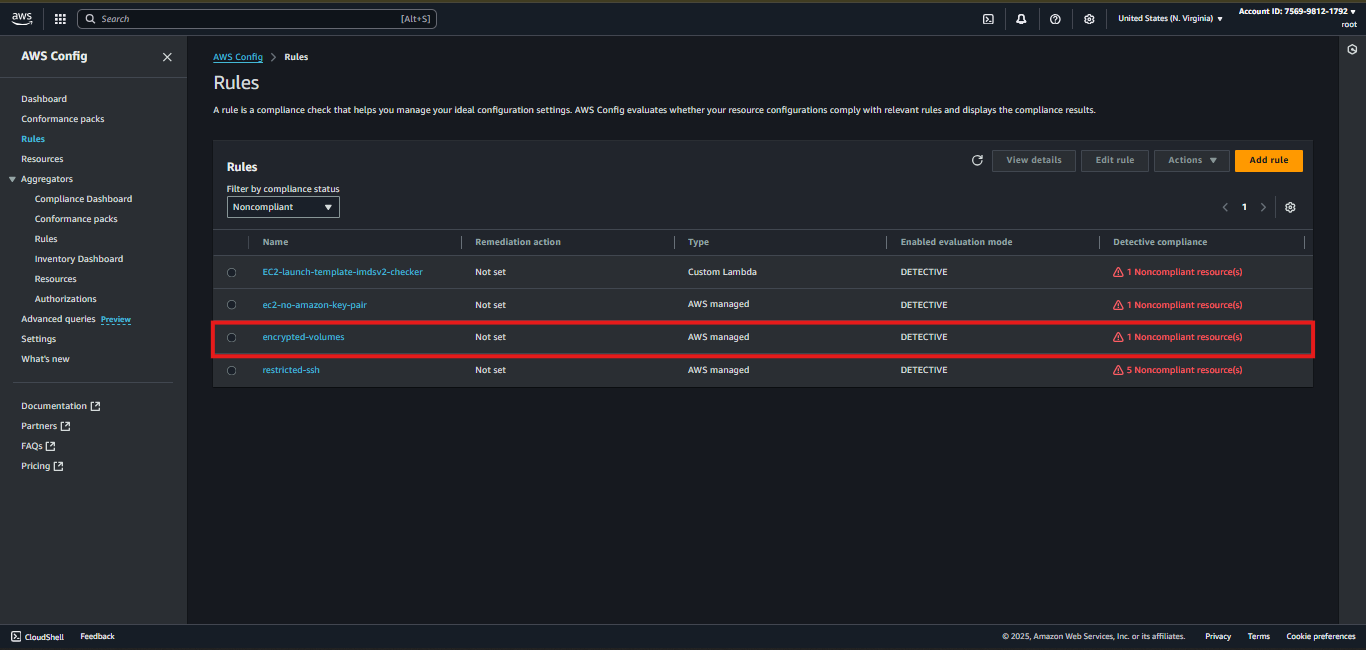 aws
Search
[Alt+S]
United States (N. Virginia)
Account ID: 7569-9812-1792
root
AWS Config
Dashboard
Conformance packs
Rules
Resources
Aggregators
Compliance Dashboard
Conformance packs
Rules
Inventory Dashboard
Resources
Authorizations
Advanced queries Preview
Settings
What's new
Documentation
Partners
FAQs
Pricing
AWS Config > Rules
Rules
A rule is a compliance check that helps you manage your ideal configuration settings. AWS Config evaluates whether your resource configurations comply with relevant rules and displays the compliance results.
Rules
View details
Edit rule
Actions
Add rule
Filter by compliance status
Noncompliant
1
Name Remediation action Type Enabled evaluation mode Detective compliance
EC2-launch-template-imdsv2-checker Not set Custom Lambda DETECTIVE 1 Noncompliant resource(s)
ec2-no-amazon-key-pair Not set AWS managed DETECTIVE 1 Noncompliant resource(s)
encrypted-volumes Not set AWS managed DETECTIVE 1 Noncompliant resource(s)
restricted-ssh Not set AWS managed DETECTIVE 5 Noncompliant resource(s)
CloudShell Feedback © 2025, Amazon Web Services, Inc. or its affiliates. Privacy Terms Cookie preferences